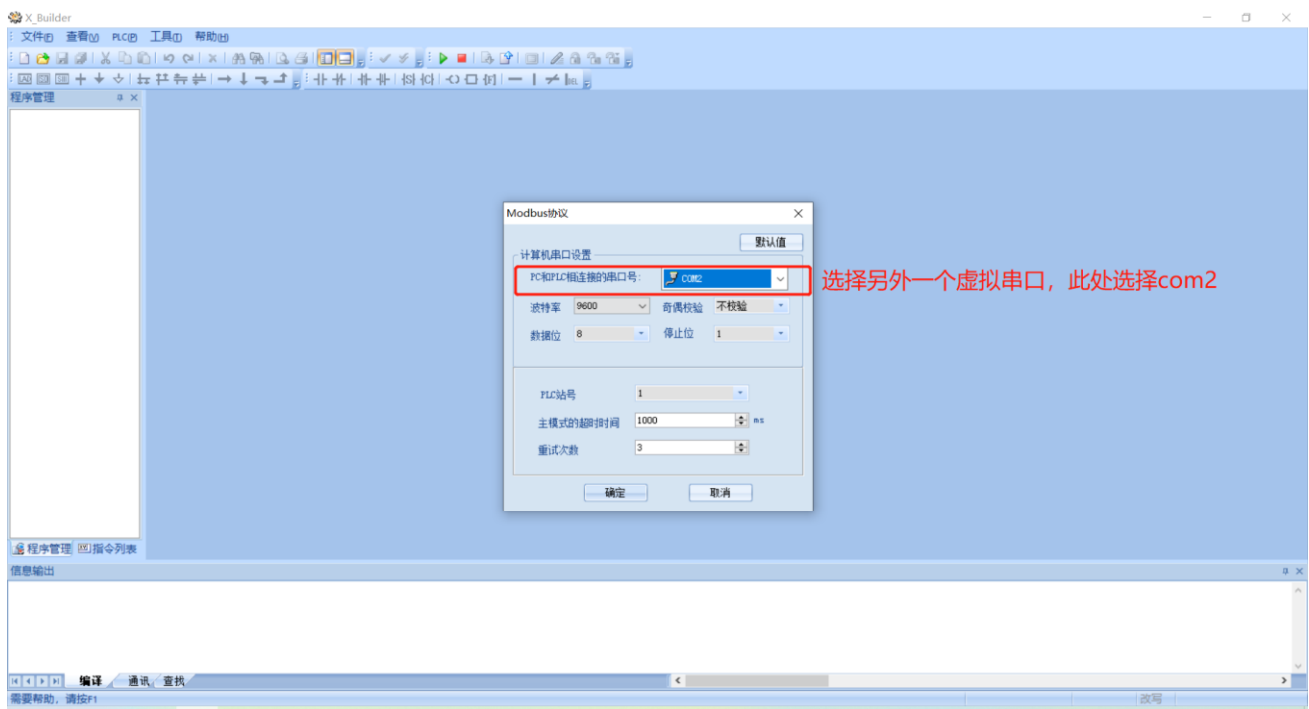 X_Builder
文件(F) 查看(V) PLC(P) 工具(T) 帮助(H)
程序管理
Modbus协议
默认值
计算机串口设置
PC和PLC相连接的串口号: COM2
选择另外一个虚拟串口，此处选择com2
波特率 9600 奇偶校验 不校验
数据位 8 停止位 1
PLC站号 1
主模式的超时时间 1000 ms
重试次数 3
确定 取消
程序管理 指令列表
信息输出
编译 通讯 查找
需要帮助，请按F1 改写